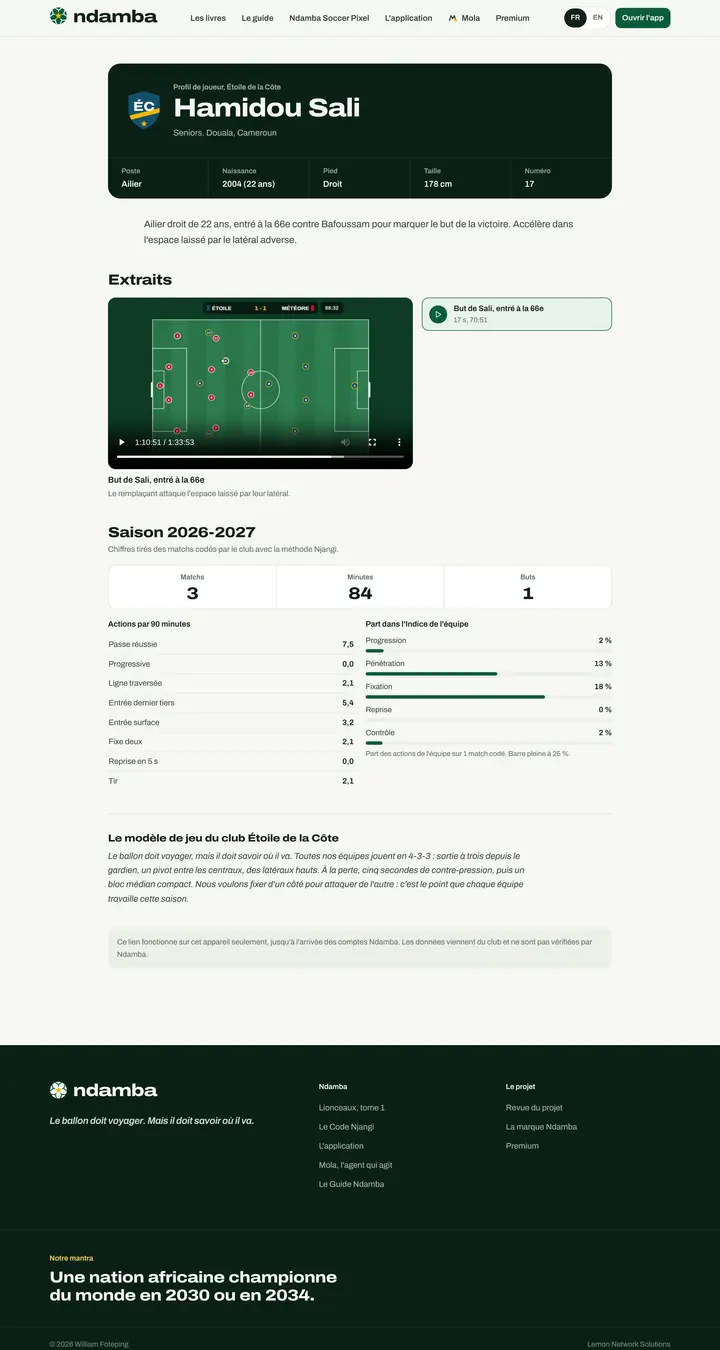 ndamba
Les livres
Le guide
Ndamba Soccer Pixel
L'application
Mola
Premium
FR
EN
Ouvrir l'app
ÉC
Profil de joueur, Étoile de la Côte
Hamidou Sali
Seniors. Douala, Cameroun
Poste
Ailier
Naissance
2004 (22 ans)
Pied
Droit
Taille
178 cm
Numéro
17
Ailier droit de 22 ans, entré à la 66e contre Bafoussam pour marquer le but de la victoire. Accélère dans
l'espace laissé par le latéral adverse.
Extraits
ÉTOILE 1 - 1 MÉTÉORE 88:32
1:10:51 / 1:33:53
But de Sali, entré à la 66e
17 s, 70:51
But de Sali, entré à la 66e
Le remplaçant attaque l'espace laissé par leur latéral.
Saison 2026-2027
Chiffres tirés des matchs codés par le club avec la méthode Njangi.
Matchs
3
Minutes
84
Buts
1
Actions par 90 minutes
Passe réussie 7,5
Progressive 0,0
Ligne traversée 2,1
Entrée dernier tiers 5,4
Entrée surface 3,2
Fixe deux 2,1
Reprise en 5 s 0,0
Tir 2,1
Part dans l'Indice de l'équipe
Progression 2 %
Pénétration 13 %
Fixation 18 %
Reprise 0 %
Contrôle 2 %
Part des actions de l'équipe sur 1 match codé. Barre pleine à 25 %.
Le modèle de jeu du club Étoile de la Côte
Le ballon doit voyager, mais il doit savoir où il va. Toutes nos équipes jouent en 4-3-3 : sortie à trois depuis le
gardien, un pivot entre les centraux, des latéraux hauts. À la perte, cinq secondes de contre-pression, puis un
bloc médian compact. Nous voulons fixer d'un côté pour attaquer de l'autre : c'est le point que chaque équipe
travaille cette saison.
Ce lien fonctionne sur cet appareil seulement, jusqu'à l'arrivée des comptes Ndamba. Les données viennent du club et ne sont pas vérifiées par
Ndamba.
ndamba
Le ballon doit voyager. Mais il doit savoir où il va.
Ndamba
Lionceaux, tome 1
Le Code Njangi
L'application
Mola, l'agent qui agit
Le Guide Ndamba
Le projet
Revue du projet
La marque Ndamba
Premium
Notre mantra
Une nation africaine championne
du monde en 2030 ou en 2034.
© 2026 William Foteping
Lemon Network Solutions